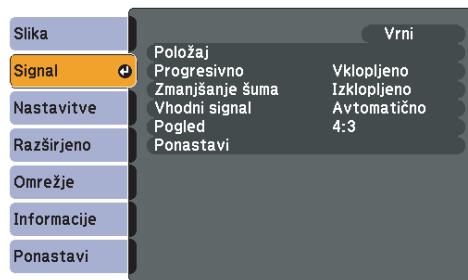 Slika
Signal
Nastavitve
Razširjeno
Omrežje
Informacije
Ponastavi
Vrni
Položaj
Progresivno Vklopljeno
Zmanjšanje šuma Izklopljeno
Vhodni signal Avtomatično
Pogled 4:3
Ponastavi